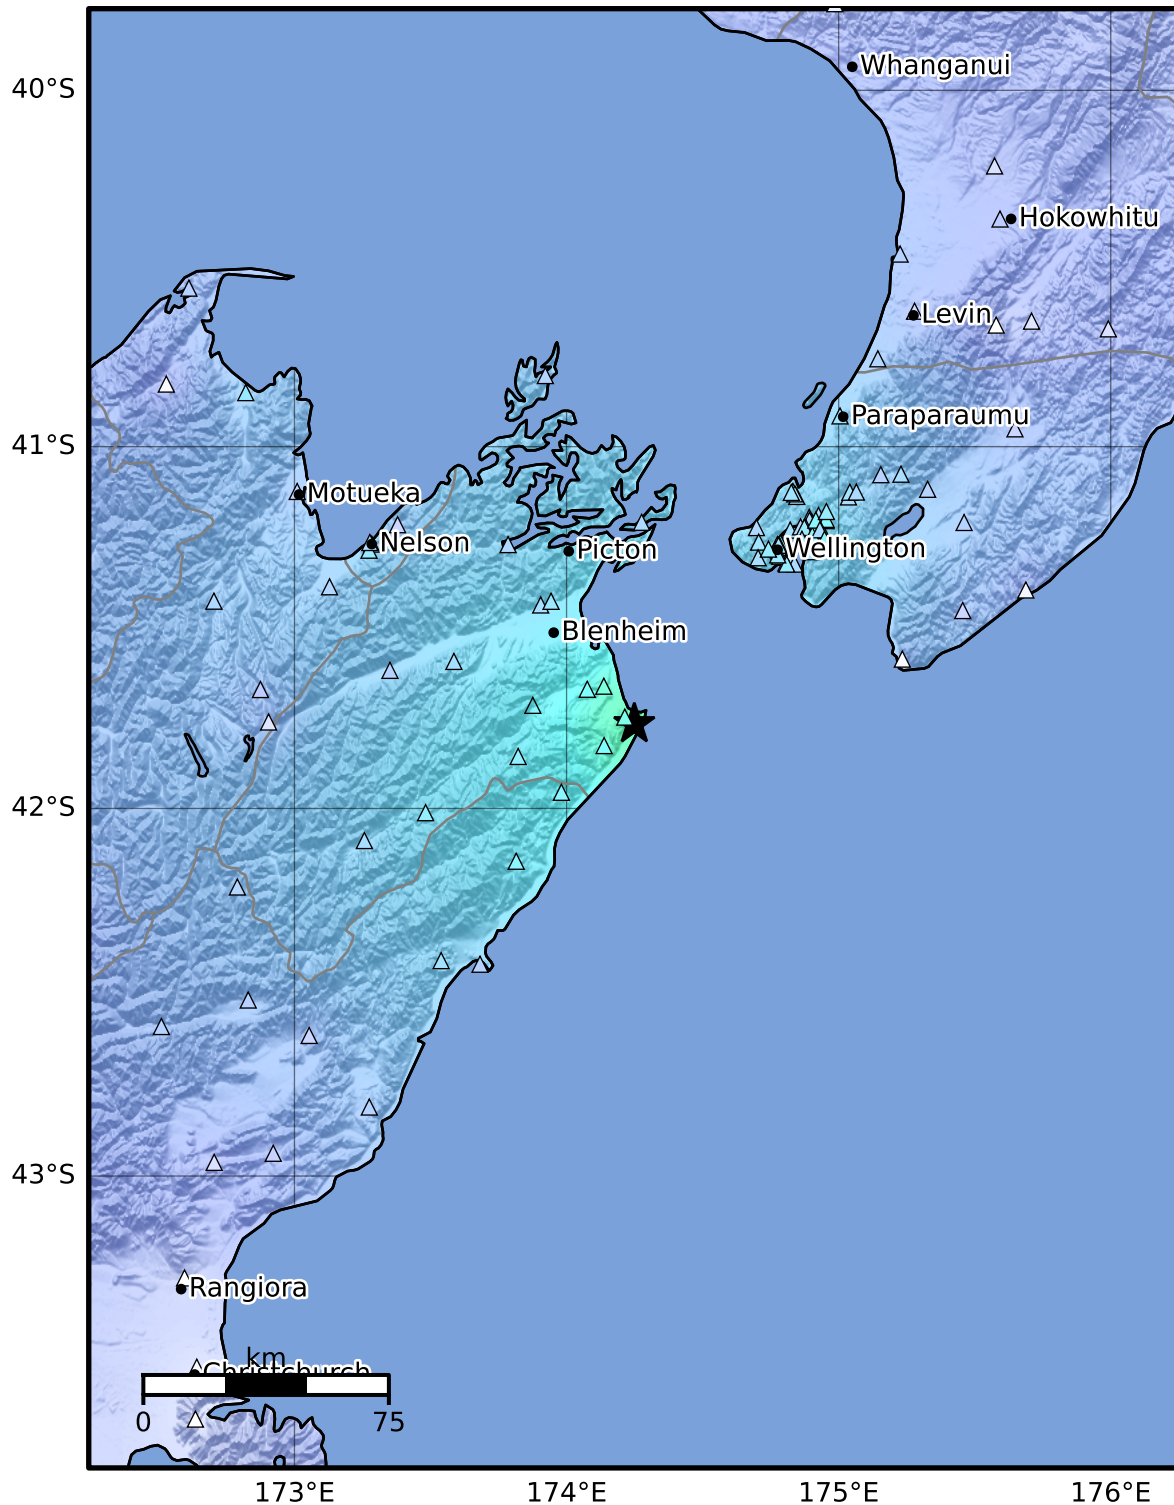 Whanganui
40°S
Hokowhitu
Levin
Paraparaumu
41°S
Motueka
Nelson
Picton
Wellington
Blenheim
42°S
43°S
Rangiora
km
Christchurch
0 75
173°E 174°E 175°E 176°E